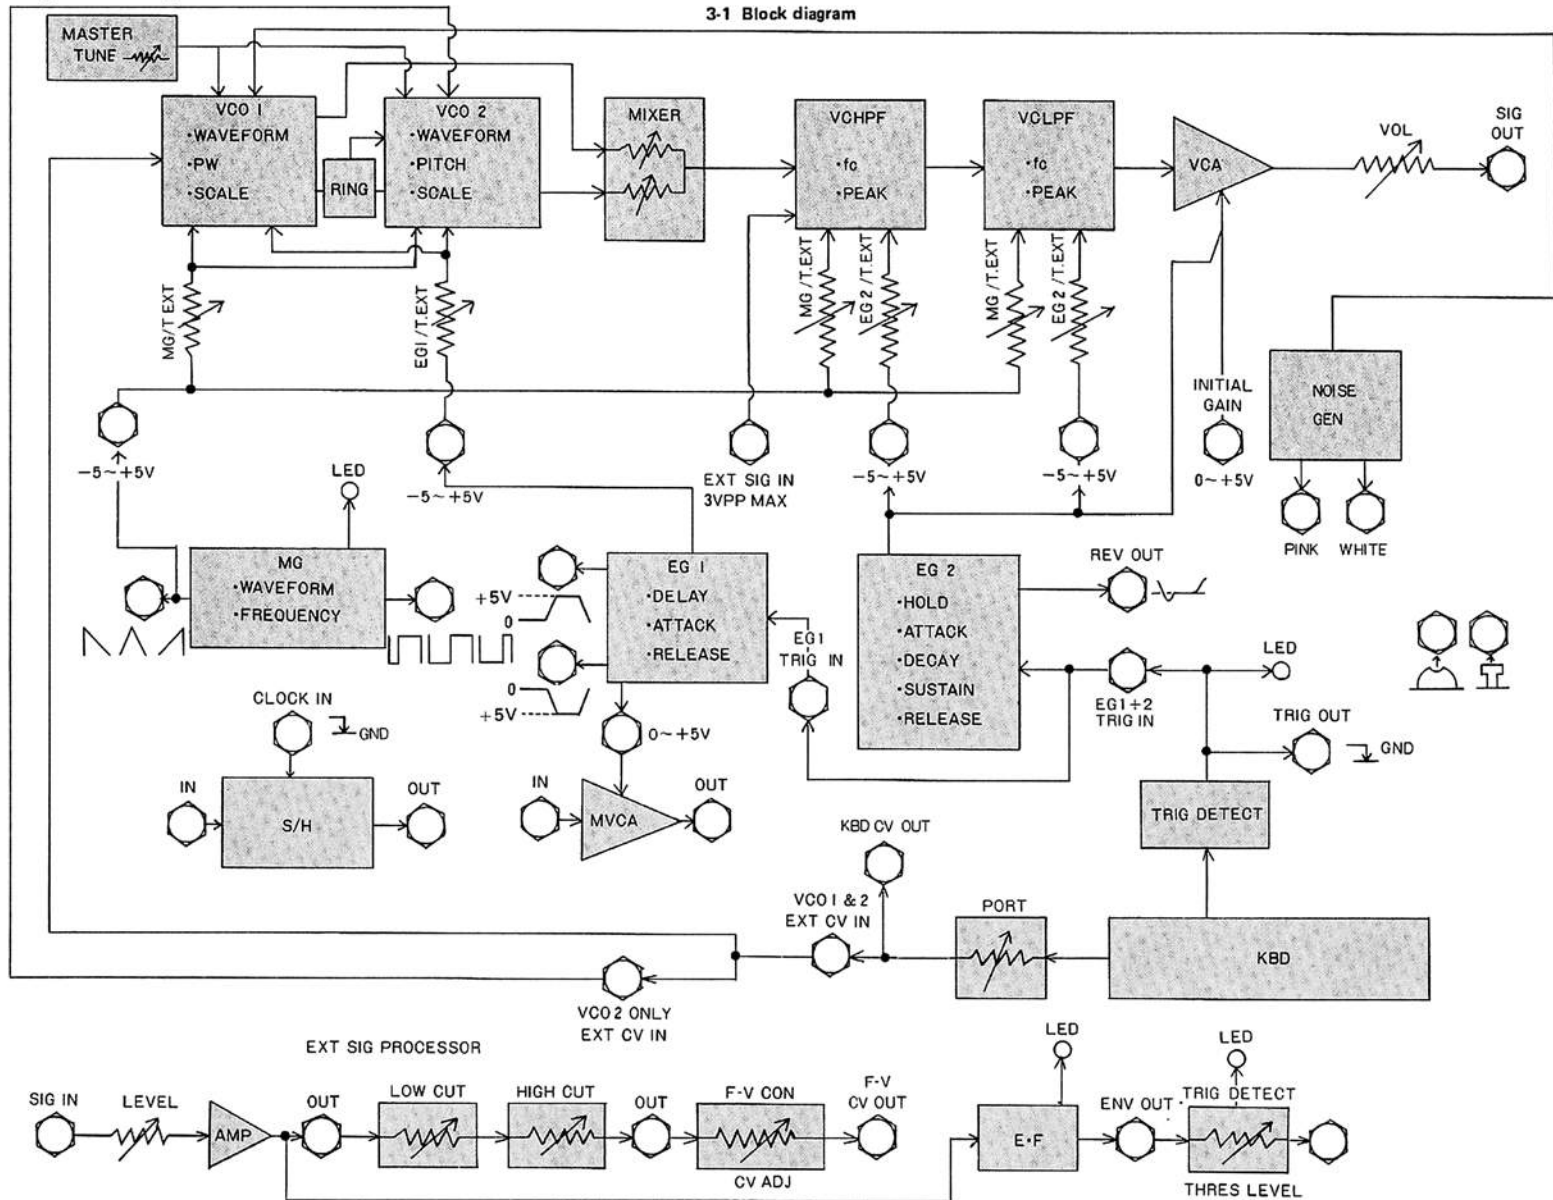 3-1 Block diagram
MASTER
TUNE
VCO 1
•WAVEFORM
•PW
•SCALE
RING
VCO 2
•WAVEFORM
•PITCH
•SCALE
MIXER
VCHPF
•fc
•PEAK
VCLPF
•fc
•PEAK
VCA
VOL
SIG
OUT
MG/T.EXT
EG1/T.EXT
MG/T.EXT
EG2/T.EXT
MG/T.EXT
EG2/T.EXT
INITIAL
GAIN
0~+5V
NOISE
GEN
PINK
WHITE
−5~+5V
LED
−5~+5V
EXT SIG IN
3VPP MAX
−5~+5V
−5~+5V
MG
•WAVEFORM
•FREQUENCY
+5V
0
0
+5V
EG 1
•DELAY
•ATTACK
•RELEASE
EG1
TRIG IN
EG 2
•HOLD
•ATTACK
•DECAY
•SUSTAIN
•RELEASE
REV OUT
EG1+2
TRIG IN
LED
TRIG OUT
GND
CLOCK IN
GND
IN
S/H
OUT
0~+5V
IN
MVCA
OUT
TRIG DETECT
KBD CV OUT
VCO 1 & 2
EXT CV IN
PORT
KBD
VCO2 ONLY
EXT CV IN
EXT SIG PROCESSOR
SIG IN
LEVEL
AMP
OUT
LOW CUT
HIGH CUT
OUT
F-V CON
CV ADJ
F-V
CV OUT
LED
E•F
ENV OUT
LED
TRIG DETECT
THRES LEVEL